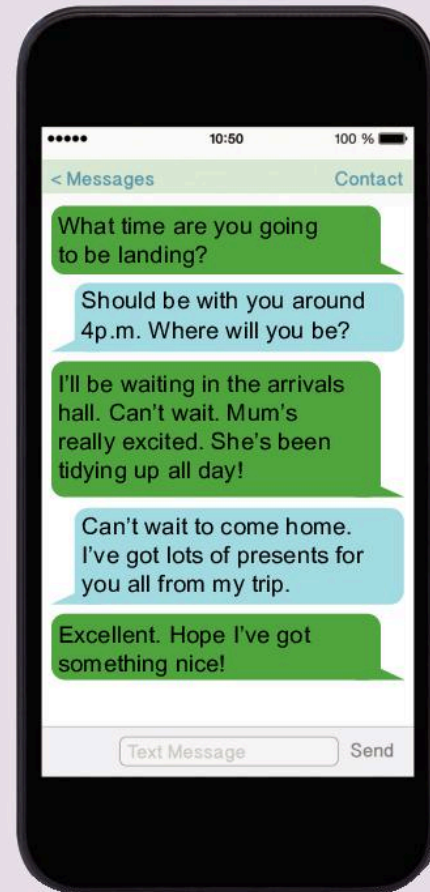 10:50
100 %
< Messages
Contact
What time are you going
to be landing?
Should be with you around
4p.m. Where will you be?
I'll be waiting in the arrivals
hall. Can't wait. Mum's
really excited. She's been
tidying up all day!
Can't wait to come home.
I've got lots of presents for
you all from my trip.
Excellent. Hope I've got
something nice!
Text Message
Send